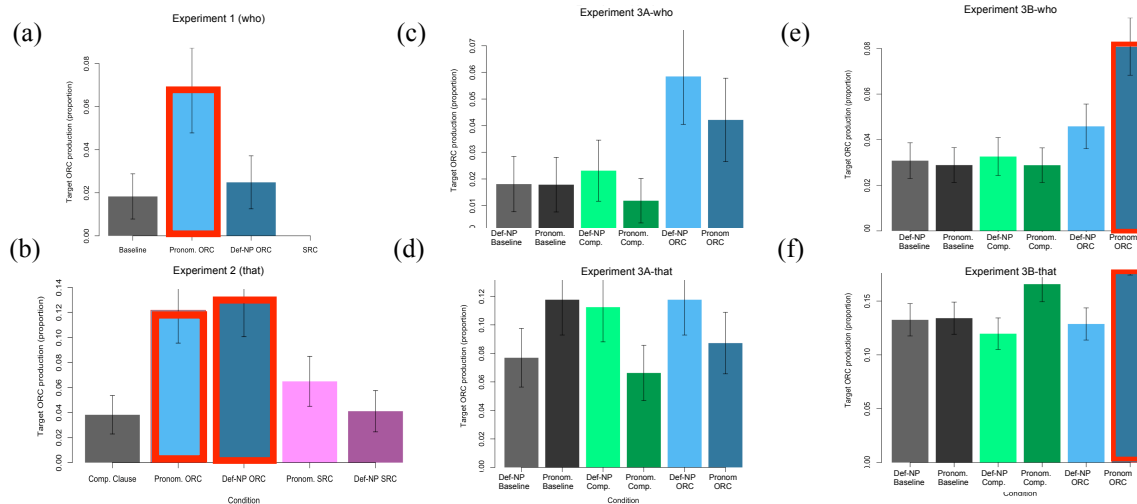 (a)
Experiment 1 (who)
Target ORC production (proportion)
0.00 0.02 0.04 0.06 0.08
Baseline Pronom. ORC Def-NP ORC SRC
(b)
Experiment 2 (that)
Target ORC production (proportion)
0.00 0.02 0.04 0.06 0.08 0.10 0.12 0.14
Comp. Clause Pronom. ORC Def-NP ORC Pronom. SRC Def-NP SRC
Condition
(c)
Experiment 3A-who
Target ORC production (proportion)
0.00 0.01 0.02 0.03 0.04 0.05 0.06 0.07
Def-NP Pronom. Def-NP Pronom. Def-NP Pronom
Baseline Baseline Comp. Comp. ORC ORC
(d)
Experiment 3A-that
Target ORC production (proportion)
0.00 0.02 0.04 0.06 0.08 0.10 0.12
Def-NP Pronom. Def-NP Pronom. Def-NP Pronom
Baseline Baseline Comp. Comp. ORC ORC
Condition
(e)
Experiment 3B-who
Target ORC production (proportion)
0.00 0.02 0.04 0.06 0.08
Def-NP Pronom. Def-NP Pronom. Def-NP Pronom
Baseline Baseline Comp. Comp. ORC ORC
(f)
Experiment 3B-that
Target ORC production (proportion)
0.00 0.05 0.10 0.15
Def-NP Pronom. Def-NP Pronom. Def-NP Pronom
Baseline Baseline Comp. Comp. ORC ORC
Condition